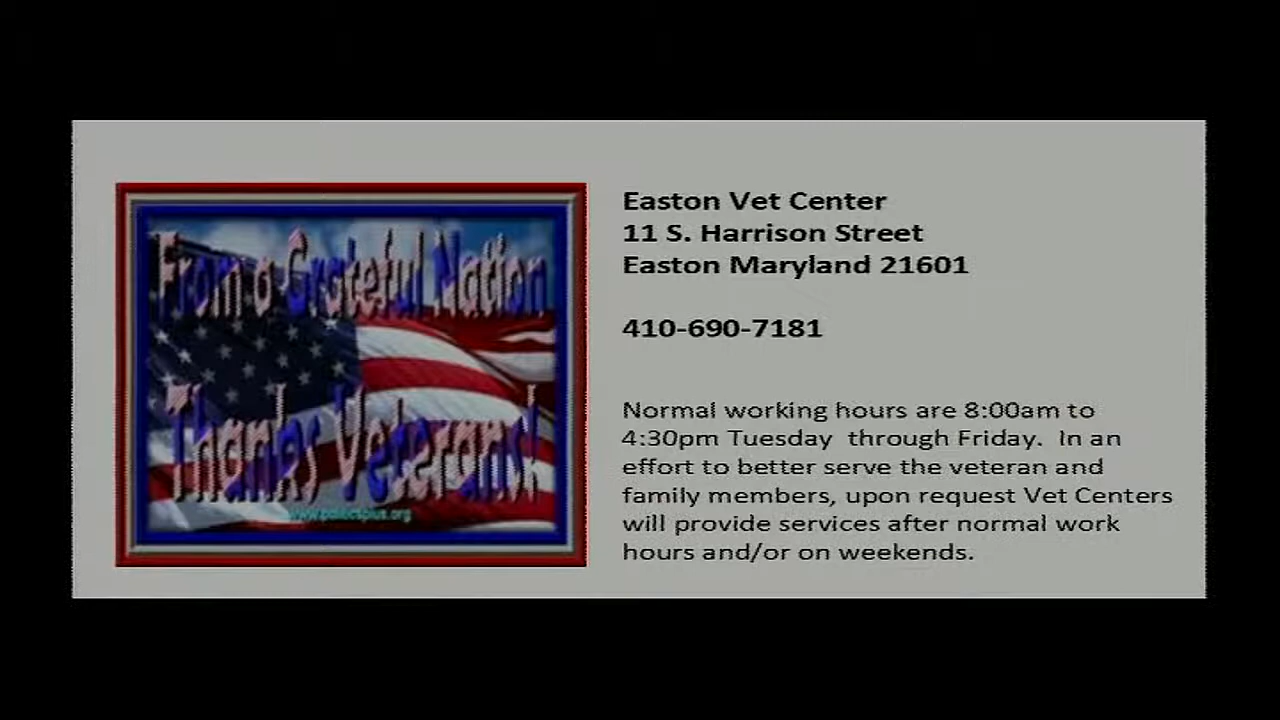 From a Grateful Nation
Thanks Veterans!
Easton Vet Center
11 S. Harrison Street
Easton Maryland 21601
410-690-7181
Normal working hours are 8:00am to
4:30pm Tuesday through Friday. In an
effort to better serve the veteran and
family members, upon request Vet Centers
will provide services after normal work
hours and/or on weekends.